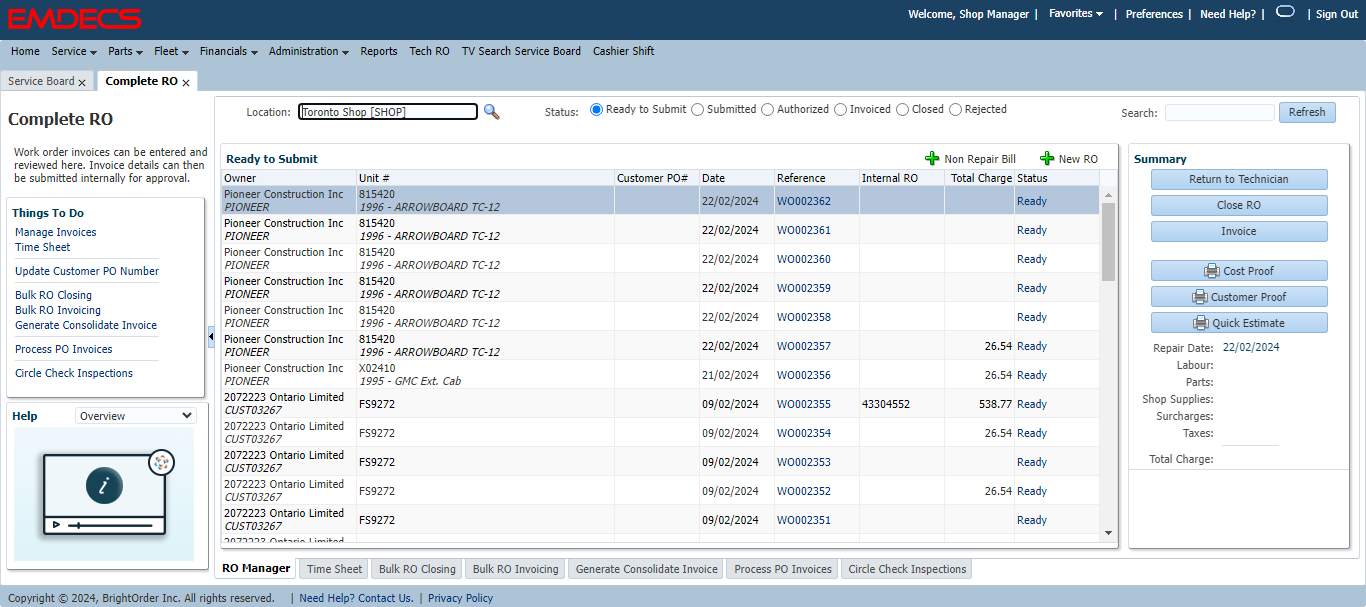 EMDECS
Welcome, Shop Manager | Favorites | Preferences | Need Help? | | Sign Out
Home Service Parts Fleet Financials Administration Reports Tech RO TV Search Service Board Cashier Shift
Service Board x Complete RO x
Complete RO
Work order invoices can be entered and
reviewed here. Invoice details can then
be submitted internally for approval.
Things To Do
Manage Invoices
Time Sheet
Update Customer PO Number
Bulk RO Closing
Bulk RO Invoicing
Generate Consolidate Invoice
Process PO Invoices
Circle Check Inspections
Help Overview
i
Location: Toronto Shop [SHOP] Status: Ready to Submit Submitted Authorized Invoiced Closed Rejected Search: Refresh
Ready to Submit Non Repair Bill New RO
Owner Unit # Customer PO# Date Reference Internal RO Total Charge Status
Pioneer Construction Inc 815420
PIONEER 1996 - ARROWBOARD TC-12 22/02/2024 WO002362 Ready
Pioneer Construction Inc 815420
PIONEER 1996 - ARROWBOARD TC-12 22/02/2024 WO002361 Ready
Pioneer Construction Inc 815420
PIONEER 1996 - ARROWBOARD TC-12 22/02/2024 WO002360 Ready
Pioneer Construction Inc 815420
PIONEER 1996 - ARROWBOARD TC-12 22/02/2024 WO002359 Ready
Pioneer Construction Inc 815420
PIONEER 1996 - ARROWBOARD TC-12 22/02/2024 WO002358 Ready
Pioneer Construction Inc 815420
PIONEER 1996 - ARROWBOARD TC-12 22/02/2024 WO002357 26.54 Ready
Pioneer Construction Inc X02410
PIONEER 1995 - GMC Ext. Cab 21/02/2024 WO002356 26.54 Ready
2072223 Ontario Limited
CUST03267 FS9272 09/02/2024 WO002355 43304552 538.77 Ready
2072223 Ontario Limited
CUST03267 FS9272 09/02/2024 WO002354 26.54 Ready
2072223 Ontario Limited
CUST03267 FS9272 09/02/2024 WO002353 Ready
2072223 Ontario Limited
CUST03267 FS9272 09/02/2024 WO002352 26.54 Ready
2072223 Ontario Limited
CUST03267 FS9272 09/02/2024 WO002351 Ready
2072223 Ontario Limited
Summary
Return to Technician
Close RO
Invoice
Cost Proof
Customer Proof
Quick Estimate
Repair Date: 22/02/2024
Labour:
Parts:
Shop Supplies:
Surcharges:
Taxes:
Total Charge:
RO Manager Time Sheet Bulk RO Closing Bulk RO Invoicing Generate Consolidate Invoice Process PO Invoices Circle Check Inspections
Copyright © 2024, BrightOrder Inc. All rights reserved. | Need Help? Contact Us. | Privacy Policy